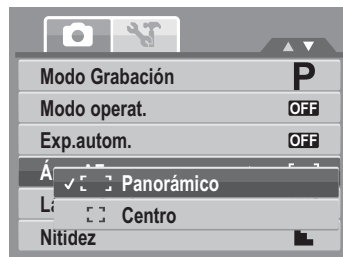 Modo Grabación P
Modo operat. OFF
Exp.autom. OFF
Panorámico
Centro
Nitidez